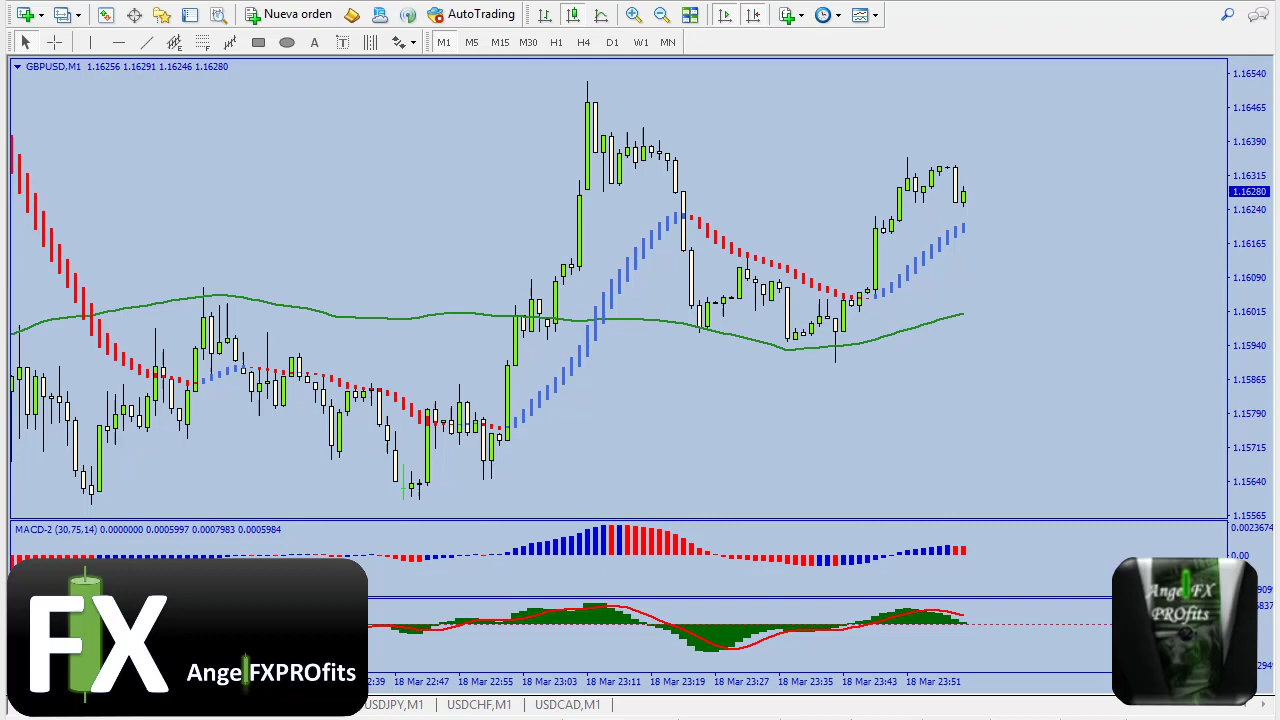 Nueva orden
AutoTrading
A
T
M1 M5 M15 M30 H1 H4 D1 W1 MN
GBPUSD,M1 1.16256 1.16291 1.16246 1.16280
1.16540
1.16465
1.16390
1.16315
1.16280
1.16240
1.16165
1.16090
1.16015
1.15940
1.15865
1.15790
1.15715
1.15640
1.15565
MACD-2 (30,75,14) 0.0000000 0.0005997 0.0007983 0.0005984
0.0023674
0.00
FX
AngelFXPROfits
Angel FX
PROfits
18 Mar 22:47 18 Mar 22:55 18 Mar 23:03 18 Mar 23:11 18 Mar 23:19 18 Mar 23:27 18 Mar 23:35 18 Mar 23:43 18 Mar 23:51
USDJPY,M1 USDCHF,M1 USDCAD,M1